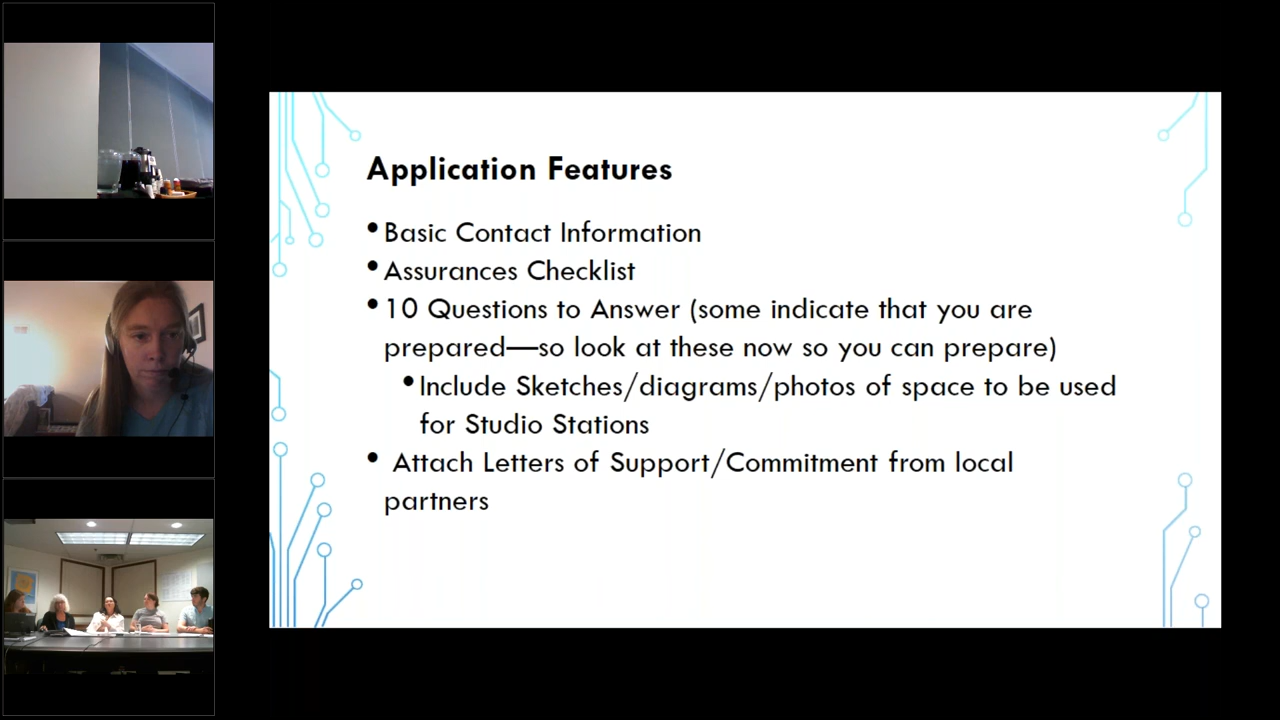 Application Features
•Basic Contact Information
•Assurances Checklist
•10 Questions to Answer (some indicate that you are
prepared—so look at these now so you can prepare)
•Include Sketches/diagrams/photos of space to be used
for Studio Stations
• Attach Letters of Support/Commitment from local
partners